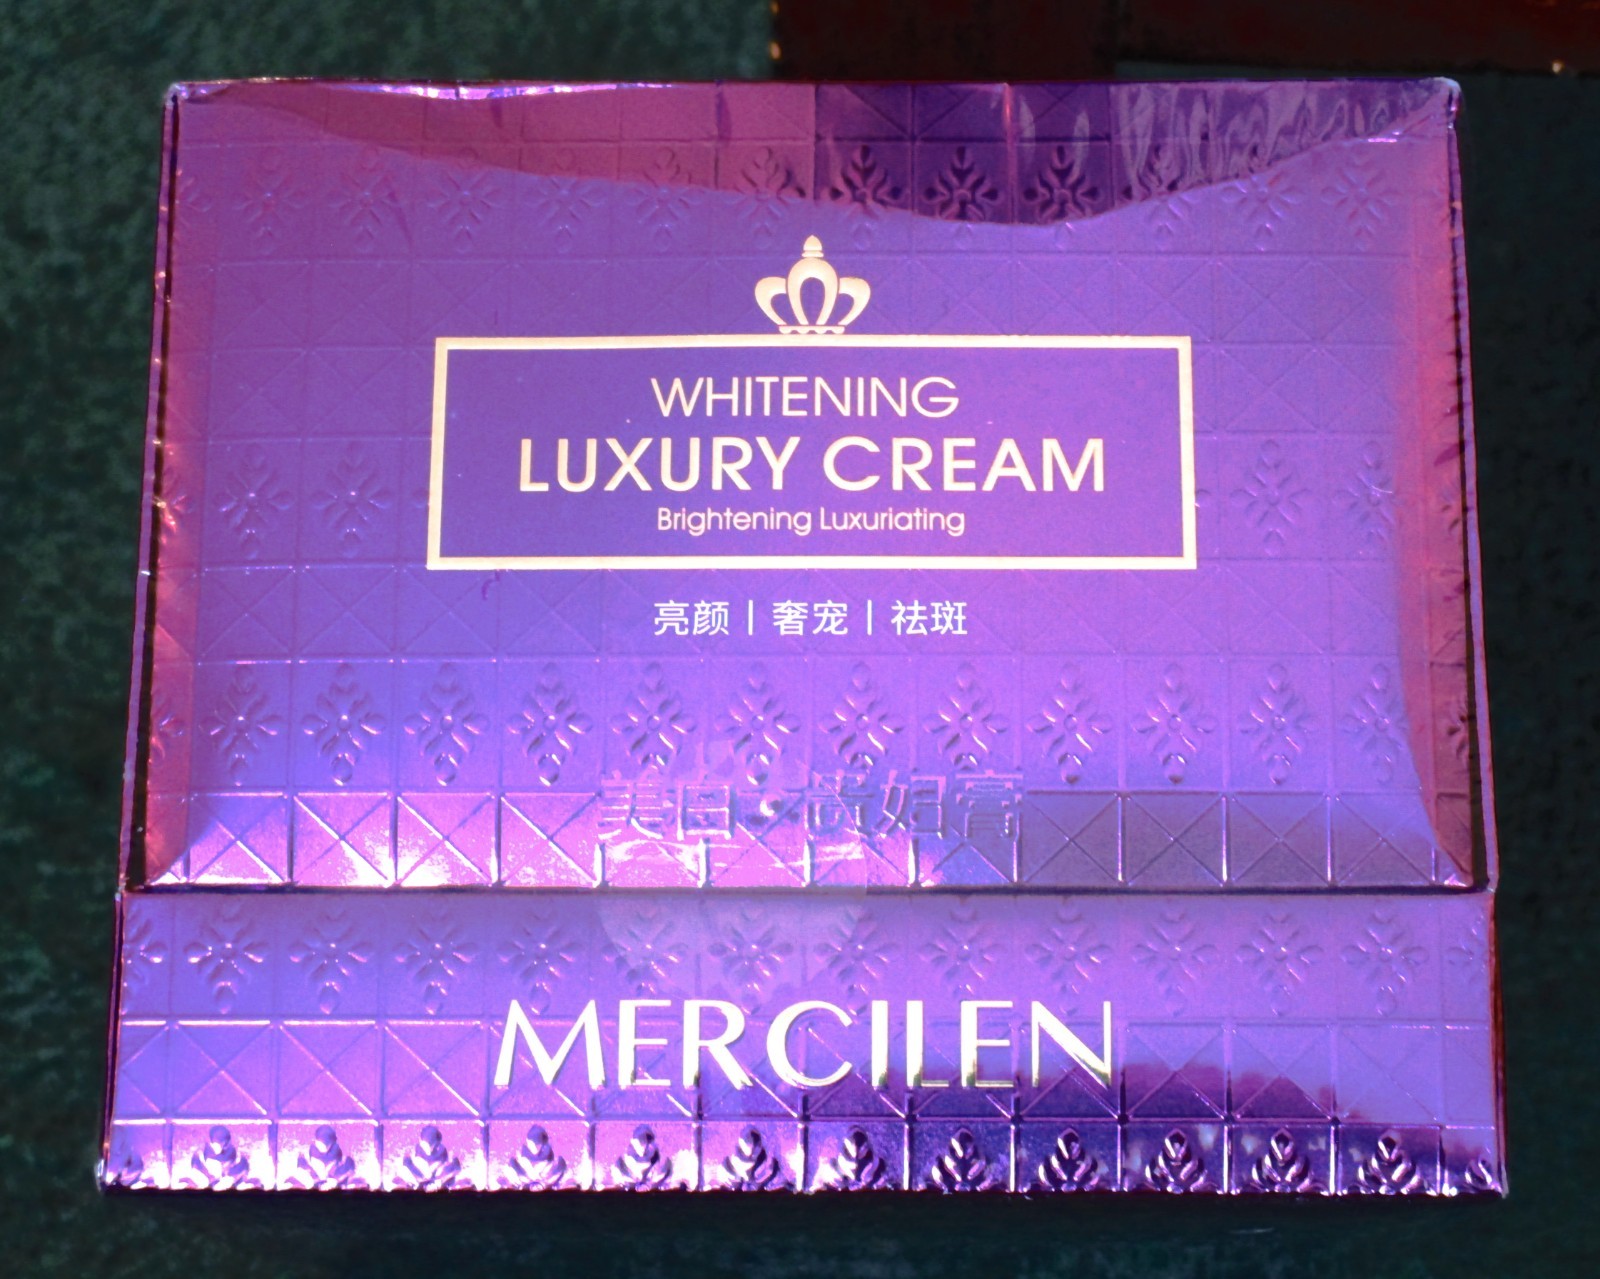 WHITENING
LUXURY CREAM
Brightening Luxuriating
亮颜 | 奢宠 | 祛斑
美白·贵妇膏
MERCILEN